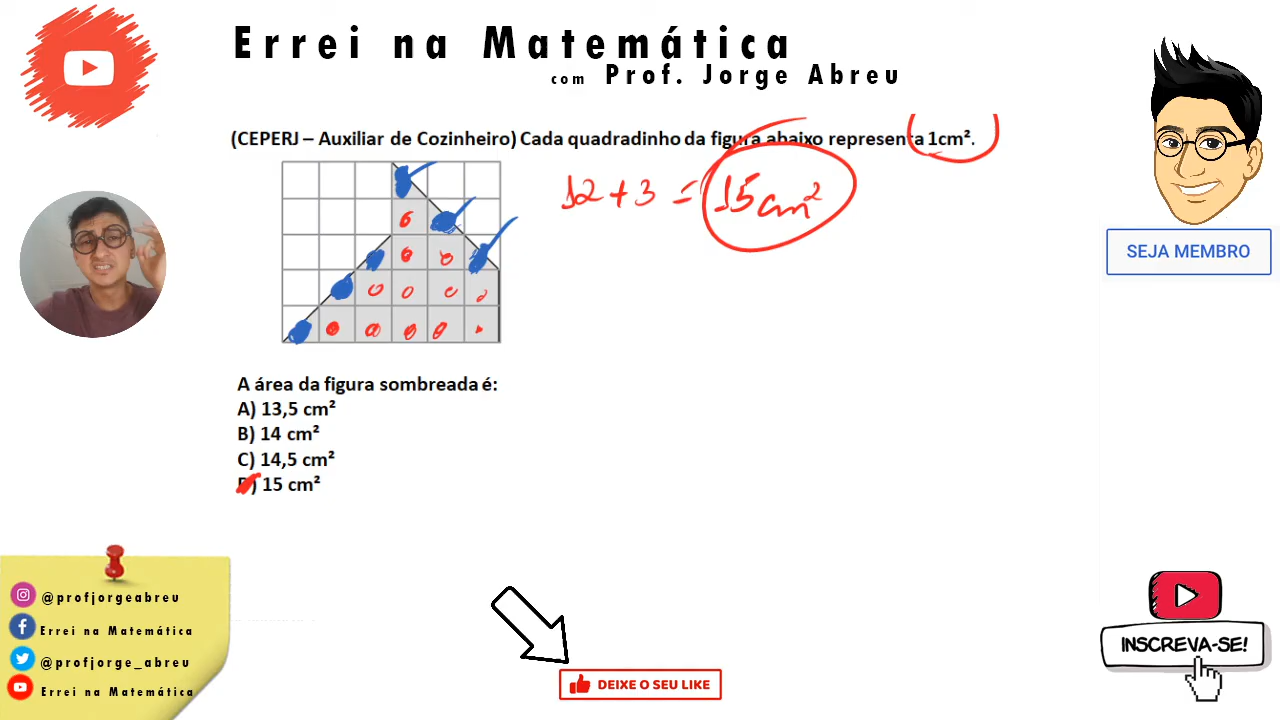 Errei na Matemática
com Prof. Jorge Abreu
(CEPERJ – Auxiliar de Cozinheiro) Cada quadradinho da figura abaixo representa 1cm².
12 + 3 = 15cm²
SEJA MEMBRO
A área da figura sombreada é:
A) 13,5 cm²
B) 14 cm²
C) 14,5 cm²
D) 15 cm²
@profjorgeabreu
Errei na Matemática
@profjorge_abreu
Errei na Matemática
DEIXE O SEU LIKE
INSCREVA-SE!